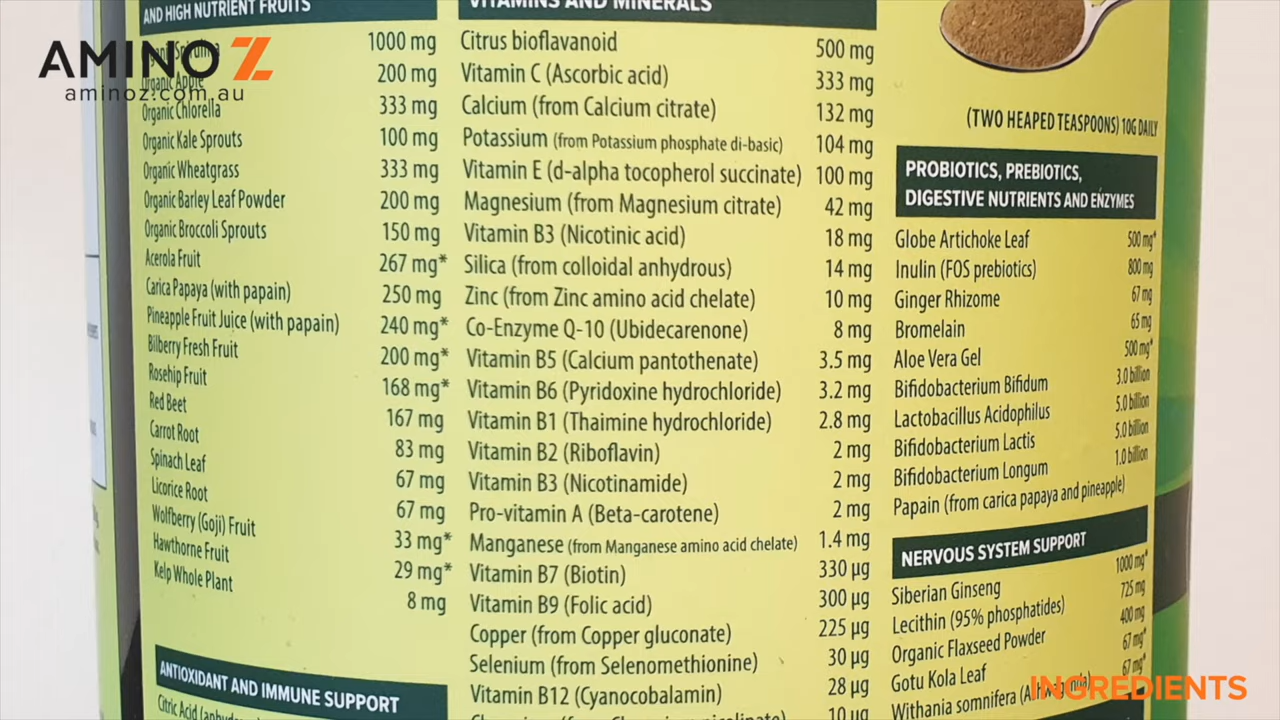 AMINO Z
aminoz.com.au
AND HIGH NUTRIENT FRUITS
Organic 1000 mg
Organic Apple 200 mg
Organic Chlorella 333 mg
Organic Kale Sprouts 100 mg
Organic Wheatgrass 333 mg
Organic Barley Leaf Powder 200 mg
Organic Broccoli Sprouts 150 mg
Acerola Fruit 267 mg*
Carica Papaya (with papain) 250 mg
Pineapple Fruit Juice (with papain) 240 mg*
Bilberry Fresh Fruit 200 mg*
Rosehip Fruit 168 mg*
Red Beet 167 mg
Carrot Root 83 mg
Spinach Leaf 67 mg
Licorice Root 67 mg
Wolfberry (Goji) Fruit 33 mg*
Hawthorne Fruit 29 mg*
Kelp Whole Plant 8 mg
ANTIOXIDANT AND IMMUNE SUPPORT
Citric Acid
VITAMINS AND MINERALS
Citrus bioflavanoid 500 mg
Vitamin C (Ascorbic acid) 333 mg
Calcium (from Calcium citrate) 132 mg
Potassium (from Potassium phosphate di-basic) 104 mg
Vitamin E (d-alpha tocopherol succinate) 100 mg
Magnesium (from Magnesium citrate) 42 mg
Vitamin B3 (Nicotinic acid) 18 mg
Silica (from colloidal anhydrous) 14 mg
Zinc (from Zinc amino acid chelate) 10 mg
Co-Enzyme Q-10 (Ubidecarenone) 8 mg
Vitamin B5 (Calcium pantothenate) 3.5 mg
Vitamin B6 (Pyridoxine hydrochloride) 3.2 mg
Vitamin B1 (Thaimine hydrochloride) 2.8 mg
Vitamin B2 (Riboflavin) 2 mg
Vitamin B3 (Nicotinamide) 2 mg
Pro-vitamin A (Beta-carotene) 2 mg
Manganese (from Manganese amino acid chelate) 1.4 mg
Vitamin B7 (Biotin) 330 µg
Vitamin B9 (Folic acid) 300 µg
Copper (from Copper gluconate) 225 µg
Selenium (from Selenomethionine) 30 µg
Vitamin B12 (Cyanocobalamin) 28 µg
10 µg
(TWO HEAPED TEASPOONS) 10G DAILY
PROBIOTICS, PREBIOTICS,
DIGESTIVE NUTRIENTS AND ENZYMES
Globe Artichoke Leaf 500 mg*
Inulin (FOS prebiotics) 800 mg
Ginger Rhizome 67 mg
Bromelain 65 mg
Aloe Vera Gel 500 mg*
Bifidobacterium Bifidum 3.0 billion
Lactobacillus Acidophilus 5.0 billion
Bifidobacterium Lactis 5.0 billion
Bifidobacterium Longum 1.0 billion
Papain (from carica papaya and pineapple)
NERVOUS SYSTEM SUPPORT
Siberian Ginseng 1000 mg*
Lecithin (95% phosphatides) 725 mg
Organic Flaxseed Powder 400 mg
Gotu Kola Leaf 67 mg*
Withania somnifera 67 mg*
INGREDIENTS